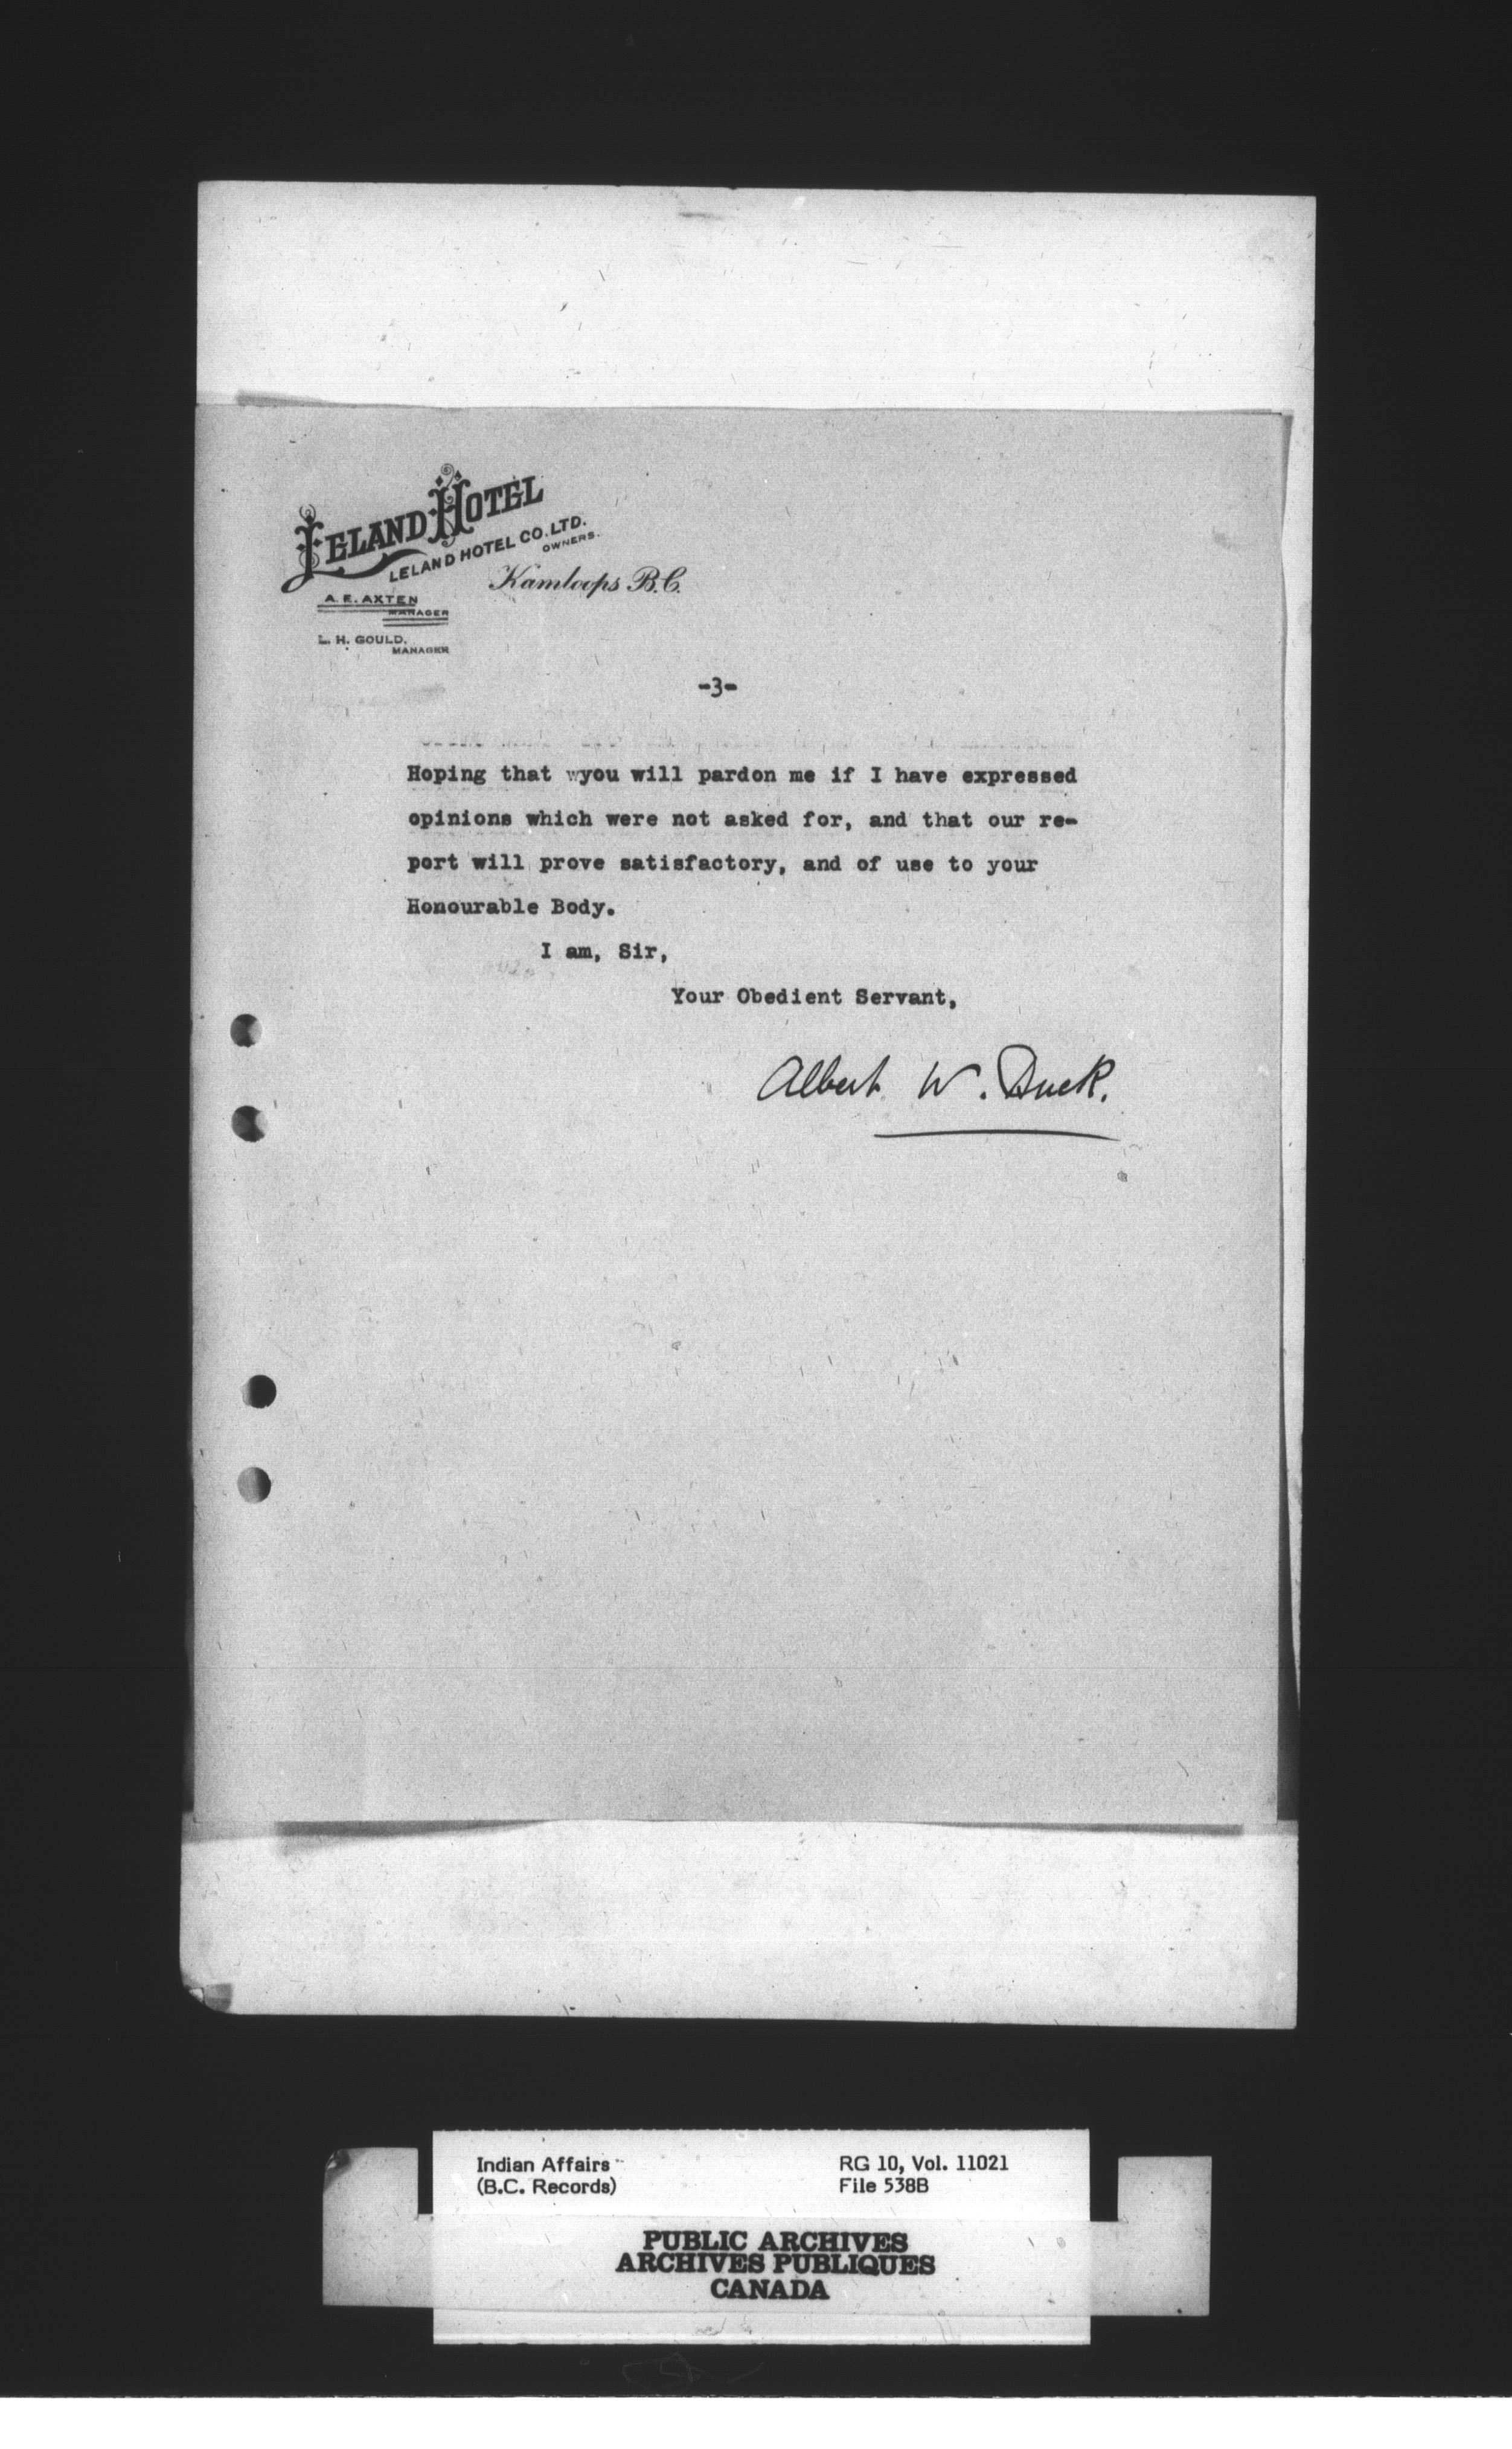 LELAND HOTEL
LELAND HOTEL CO. LTD.
OWNERS.
Kamloops B.C.
A. E. AXTEN
MANAGER
L. H. GOULD.
MANAGER
-3-
Hoping that wyou will pardon me if I have expressed
opinions which were not asked for, and that our re-
port will prove satisfactory, and of use to your
Honourable Body.
I am, Sir,
Your Obedient Servant,
Albert W. Duck.
Indian Affairs
(B.C. Records)
RG 10, Vol. 11021
File 538B
PUBLIC ARCHIVES
ARCHIVES PUBLIQUES
CANADA